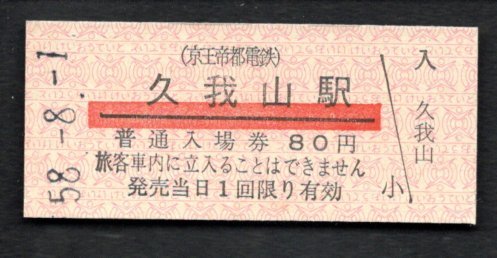 58.-8.-1
(京王帝都電鉄)
久我山駅
普通入場券 80円
旅客車内に立入ることはできません
発売当日1回限り有効
入
久我山
小